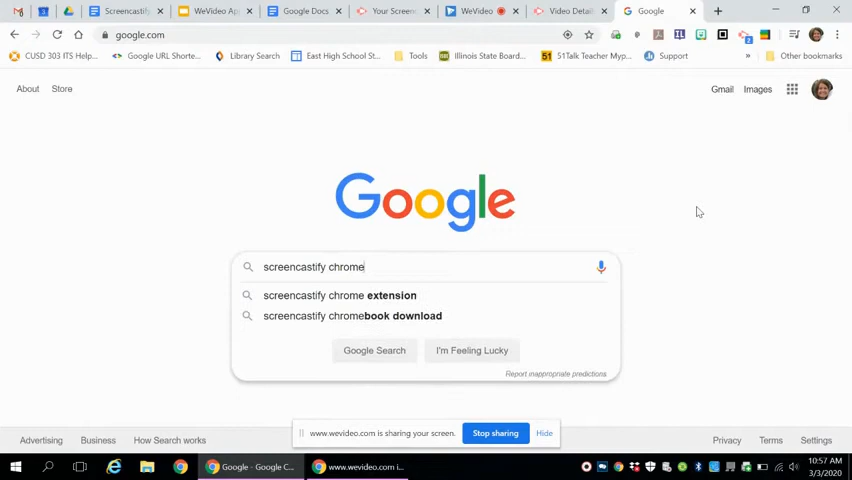 Screencastify
WeVideo Ap
Google Docs
Your Screen
WeVideo
Video Detail
Google
google.com
CUSD 303 ITS Help...
Google URL Shorte...
Library Search
East High School St...
Tools
Illinois State Board...
51Talk Teacher Myp...
Support
»
Other bookmarks
About
Store
Gmail
Images
Google
screencastify chrome
screencastify chrome extension
screencastify chromebook download
Google Search
I'm Feeling Lucky
Report inappropriate predictions
www.wevideo.com is sharing your screen.
Stop sharing
Hide
Advertising
Business
How Search works
Privacy
Terms
Settings
Google - Google C...
www.wevideo.com i...
10:57 AM
3/3/2020